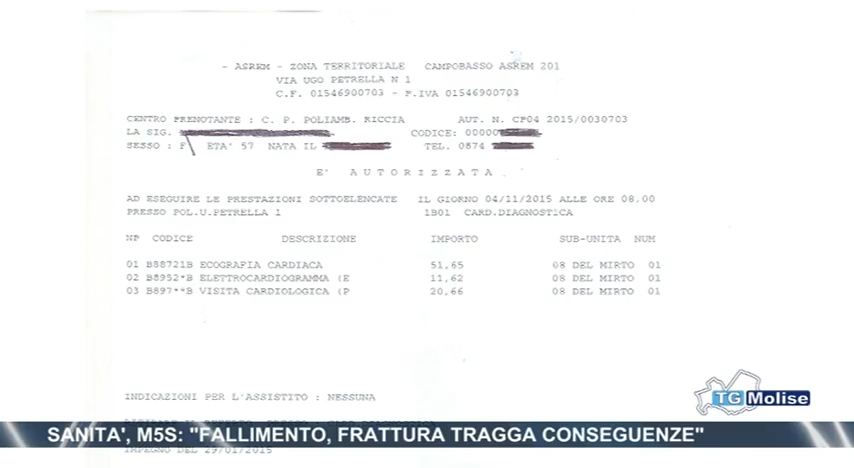 - ASREM - ZONA TERRITORIALE CAMPOBASSO ASREM 201
VIA UGO PETRELLA N 1
C.F. 01546900703 - P.IVA 01546900703
CENTRO PRENOTANTE : C. P. POLIAMB. RICCIA AUT. N. CP04 2015/0030703
LA SIG. CODICE: 00000
SESSO : F ETA' 57 NATA IL TEL. 0874
E' AUTORIZZATA
AD ESEGUIRE LE PRESTAZIONI SOTTOELENCATE IL GIORNO 04/11/2015 ALLE ORE 08.00
PRESSO POL.U.PETRELLA 1 1B01 CARD.DIAGNOSTICA
NP CODICE DESCRIZIONE IMPORTO SUB-UNITA NUM
01 B88721B ECOGRAFIA CARDIACA 51,65 08 DEL MIRTO 01
02 B8952*B ELETTROCARDIOGRAMMA (E 11,62 08 DEL MIRTO 01
03 B897**B VISITA CARDIOLOGICA (P 20,66 08 DEL MIRTO 01
INDICAZIONI PER L'ASSISTITO : NESSUNA
TG Molise
SANITA', M5S: "FALLIMENTO, FRATTURA TRAGGA CONSEGUENZE"
IMPEGNO DEL 29/01/2015